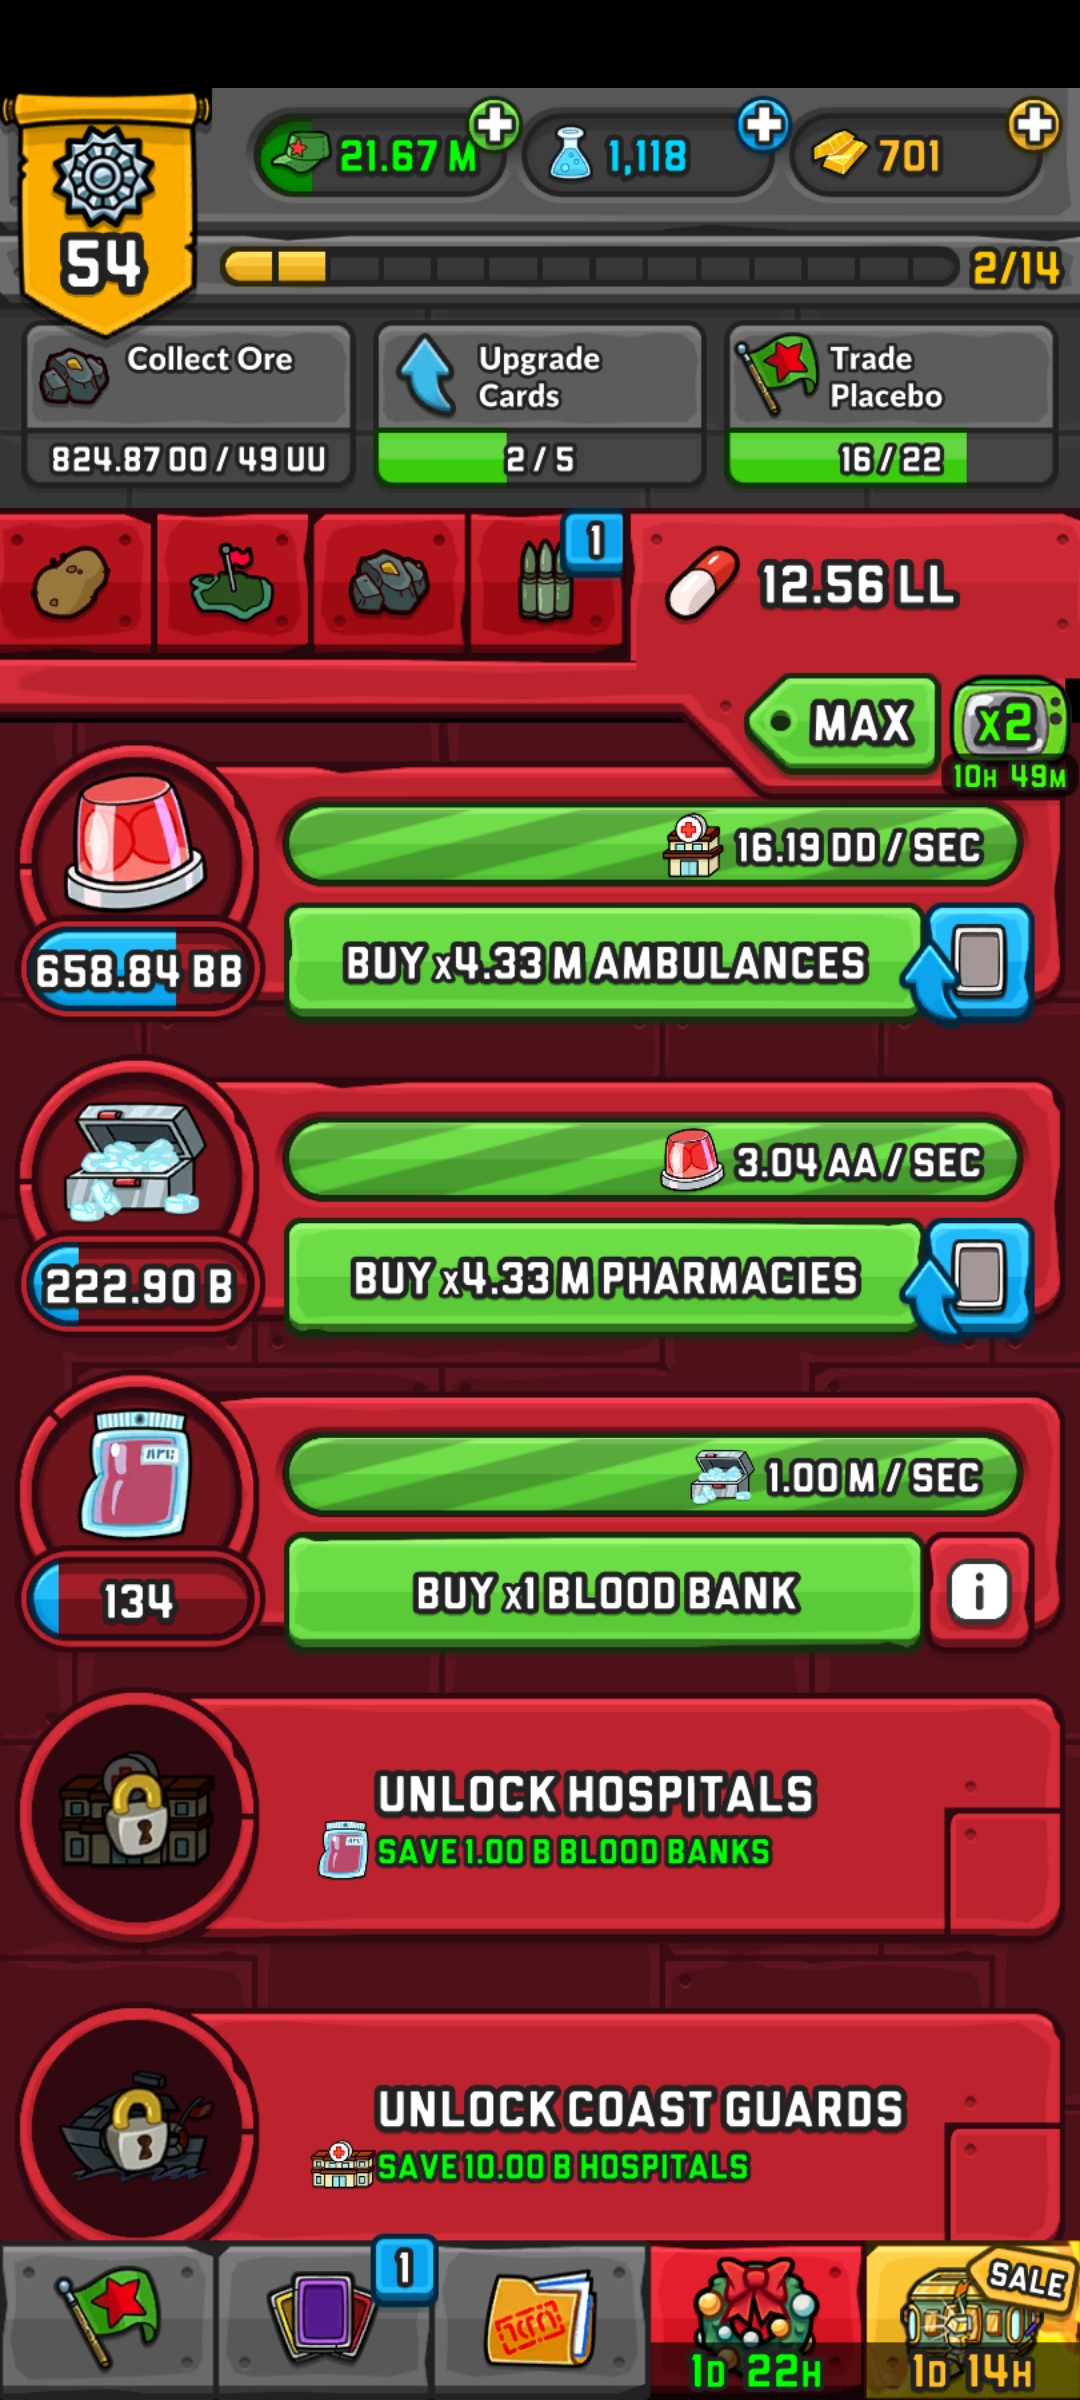 21.67 M
1,118
701
54
2/14
Collect Ore
824.87 OO / 49 UU
Upgrade
Cards
2 / 5
Trade
Placebo
16 / 22
1
12.56 LL
MAX
x2
10H 49M
16.19 DD / SEC
658.84 BB
BUY x4.33 M AMBULANCES
3.04 AA / SEC
222.90 B
BUY x4.33 M PHARMACIES
1.00 M / SEC
134
BUY x1 BLOOD BANK
i
UNLOCK HOSPITALS
SAVE 1.00 B BLOOD BANKS
UNLOCK COAST GUARDS
SAVE 10.00 B HOSPITALS
1
SALE
1D 22H
1D 14H